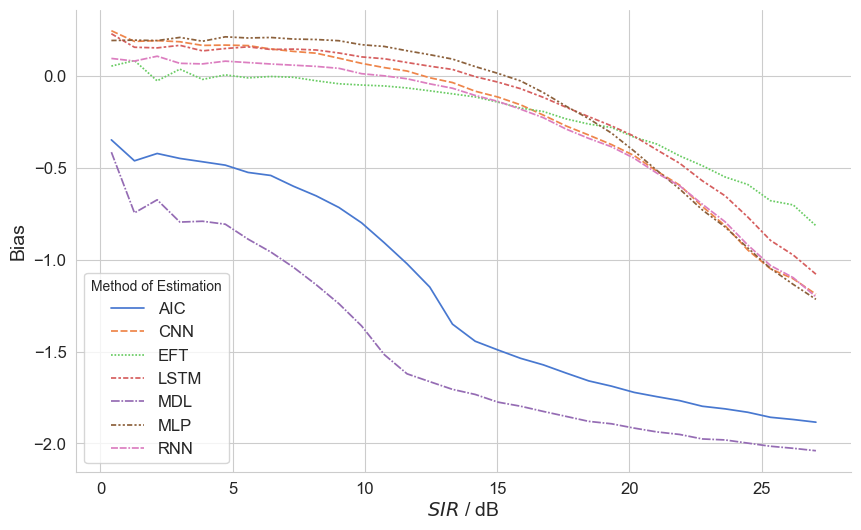 0.0
−0.5
−1.0
−1.5
−2.0
Bias
Method of Estimation
AIC
CNN
EFT
LSTM
MDL
MLP
RNN
0 5 10 15 20 25
SIR / dB